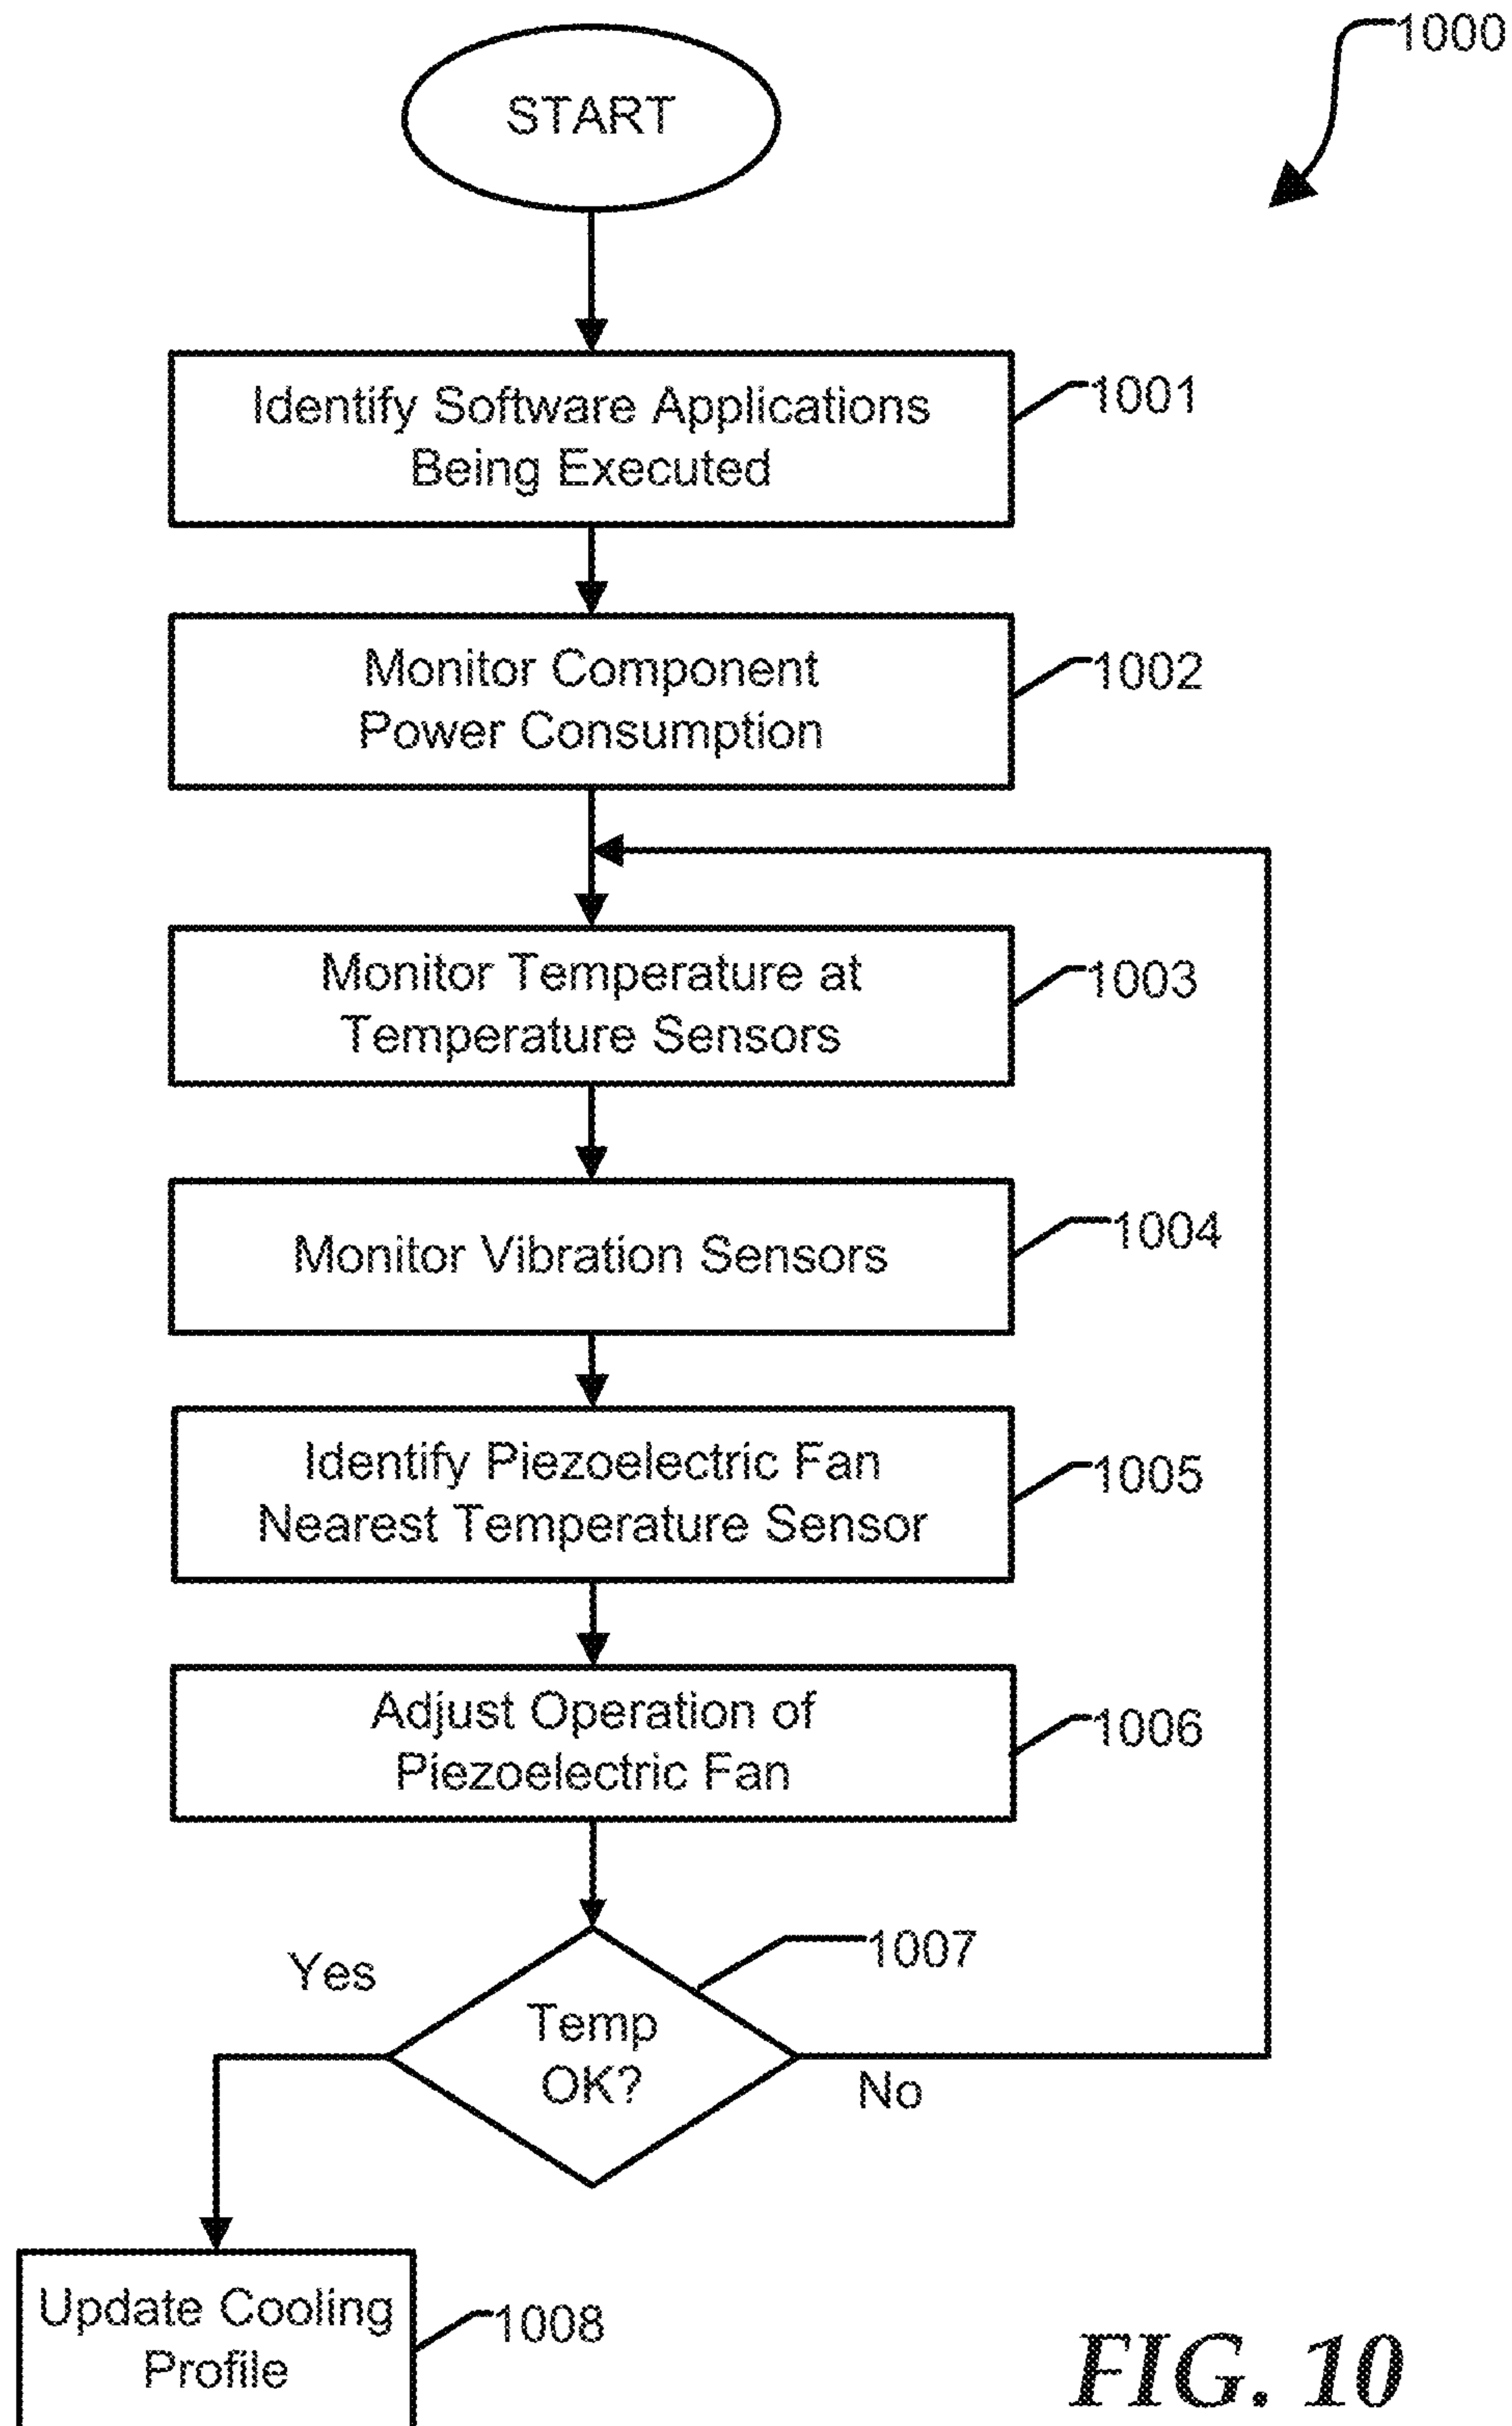 1000
START
Identify Software Applications
Being Executed
1001
Monitor Component
Power Consumption
1002
Monitor Temperature at
Temperature Sensors
1003
Monitor Vibration Sensors
1004
Identify Piezoelectric Fan
Nearest Temperature Sensor
1005
Adjust Operation of
Piezoelectric Fan
1006
1007
Yes
Temp
OK?
No
Update Cooling
Profile
1008
FIG. 10